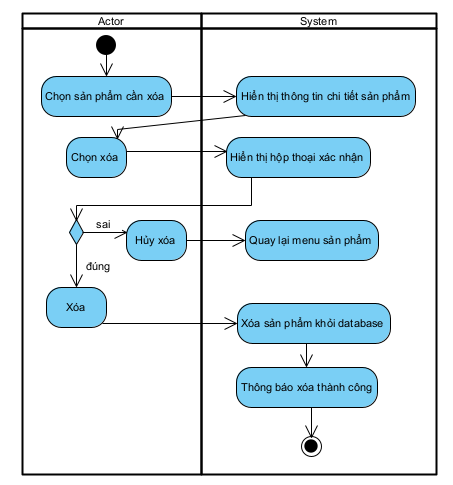 Actor
System
Chọn sản phẩm cần xóa
Hiển thị thông tin chi tiết sản phẩm
Chọn xóa
Hiển thị hộp thoại xác nhận
sai
Hủy xóa
Quay lại menu sản phẩm
đúng
Xóa
Xóa sản phẩm khỏi database
Thông báo xóa thành công